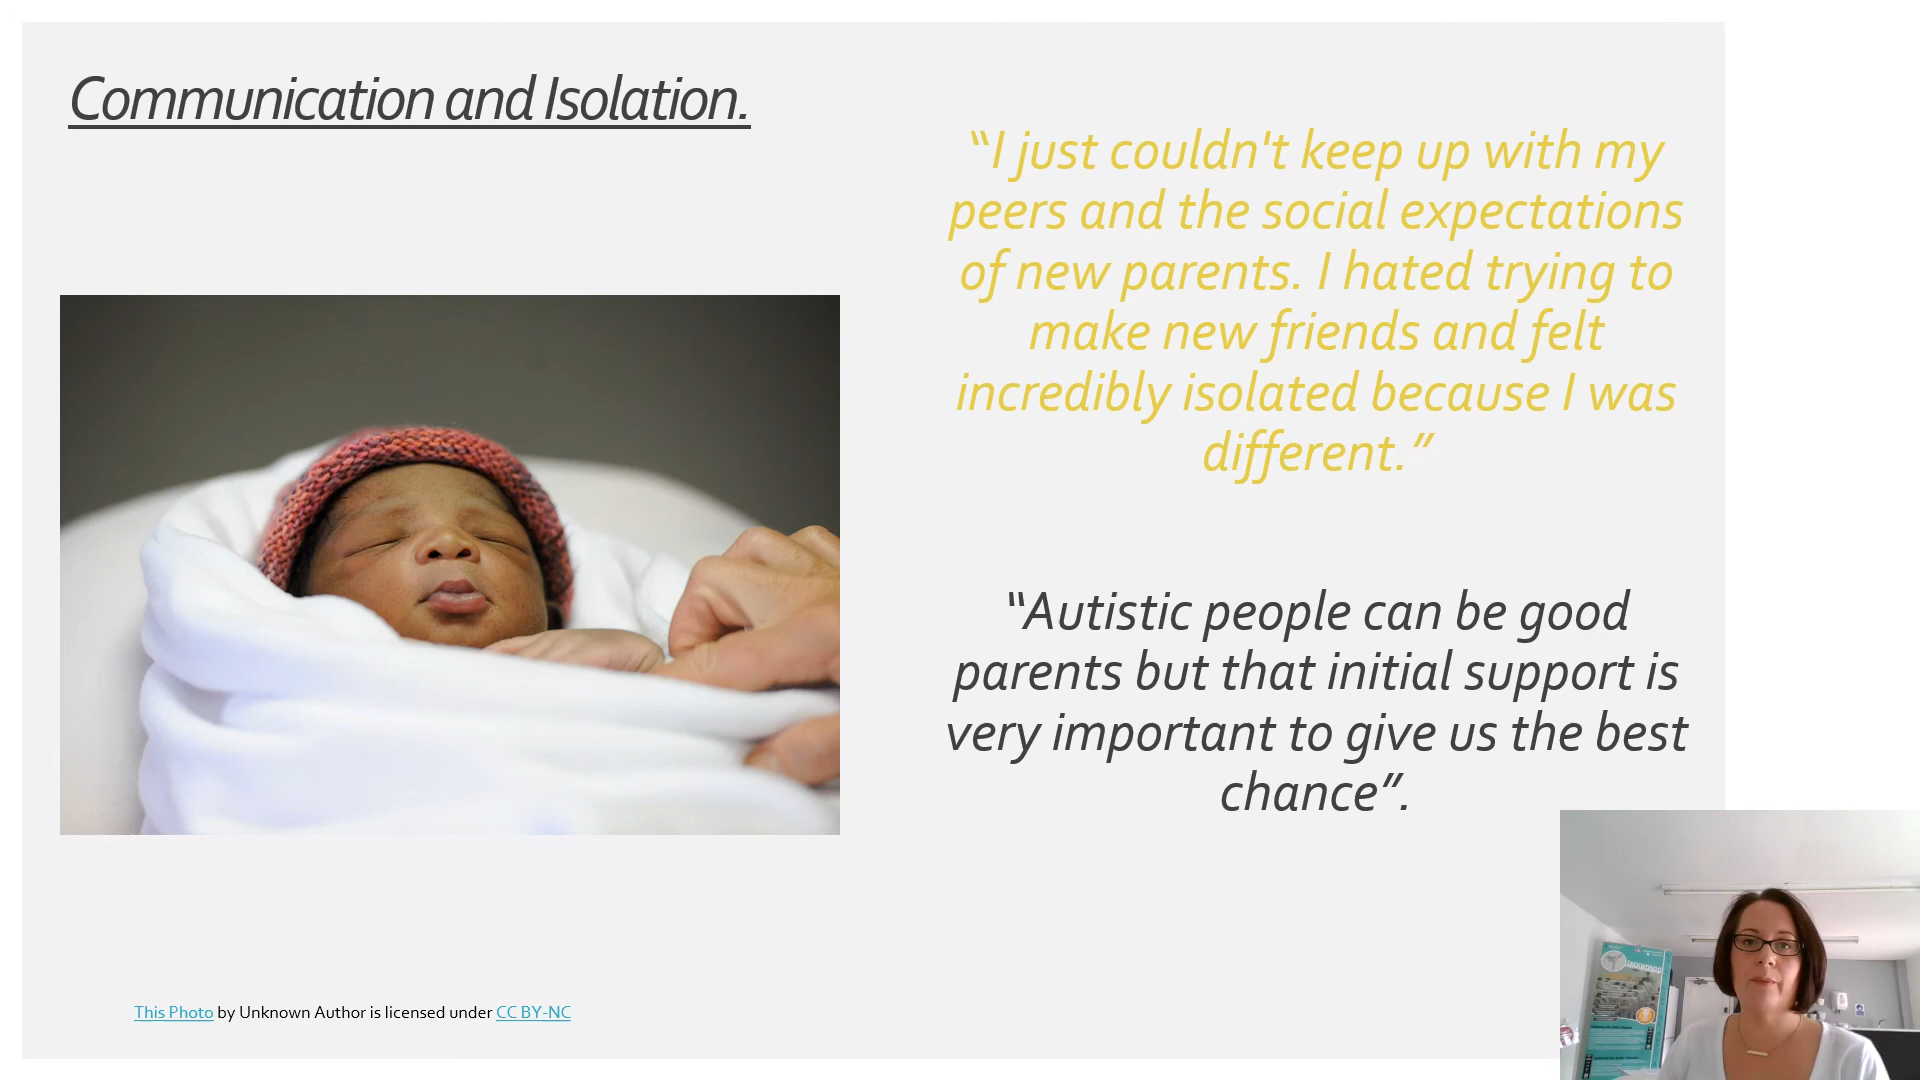 Communication and Isolation.
“I just couldn't keep up with my
peers and the social expectations
of new parents. I hated trying to
make new friends and felt
incredibly isolated because I was
different.”
“Autistic people can be good
parents but that initial support is
very important to give us the best
chance”.
This Photo by Unknown Author is licensed under CC BY-NC